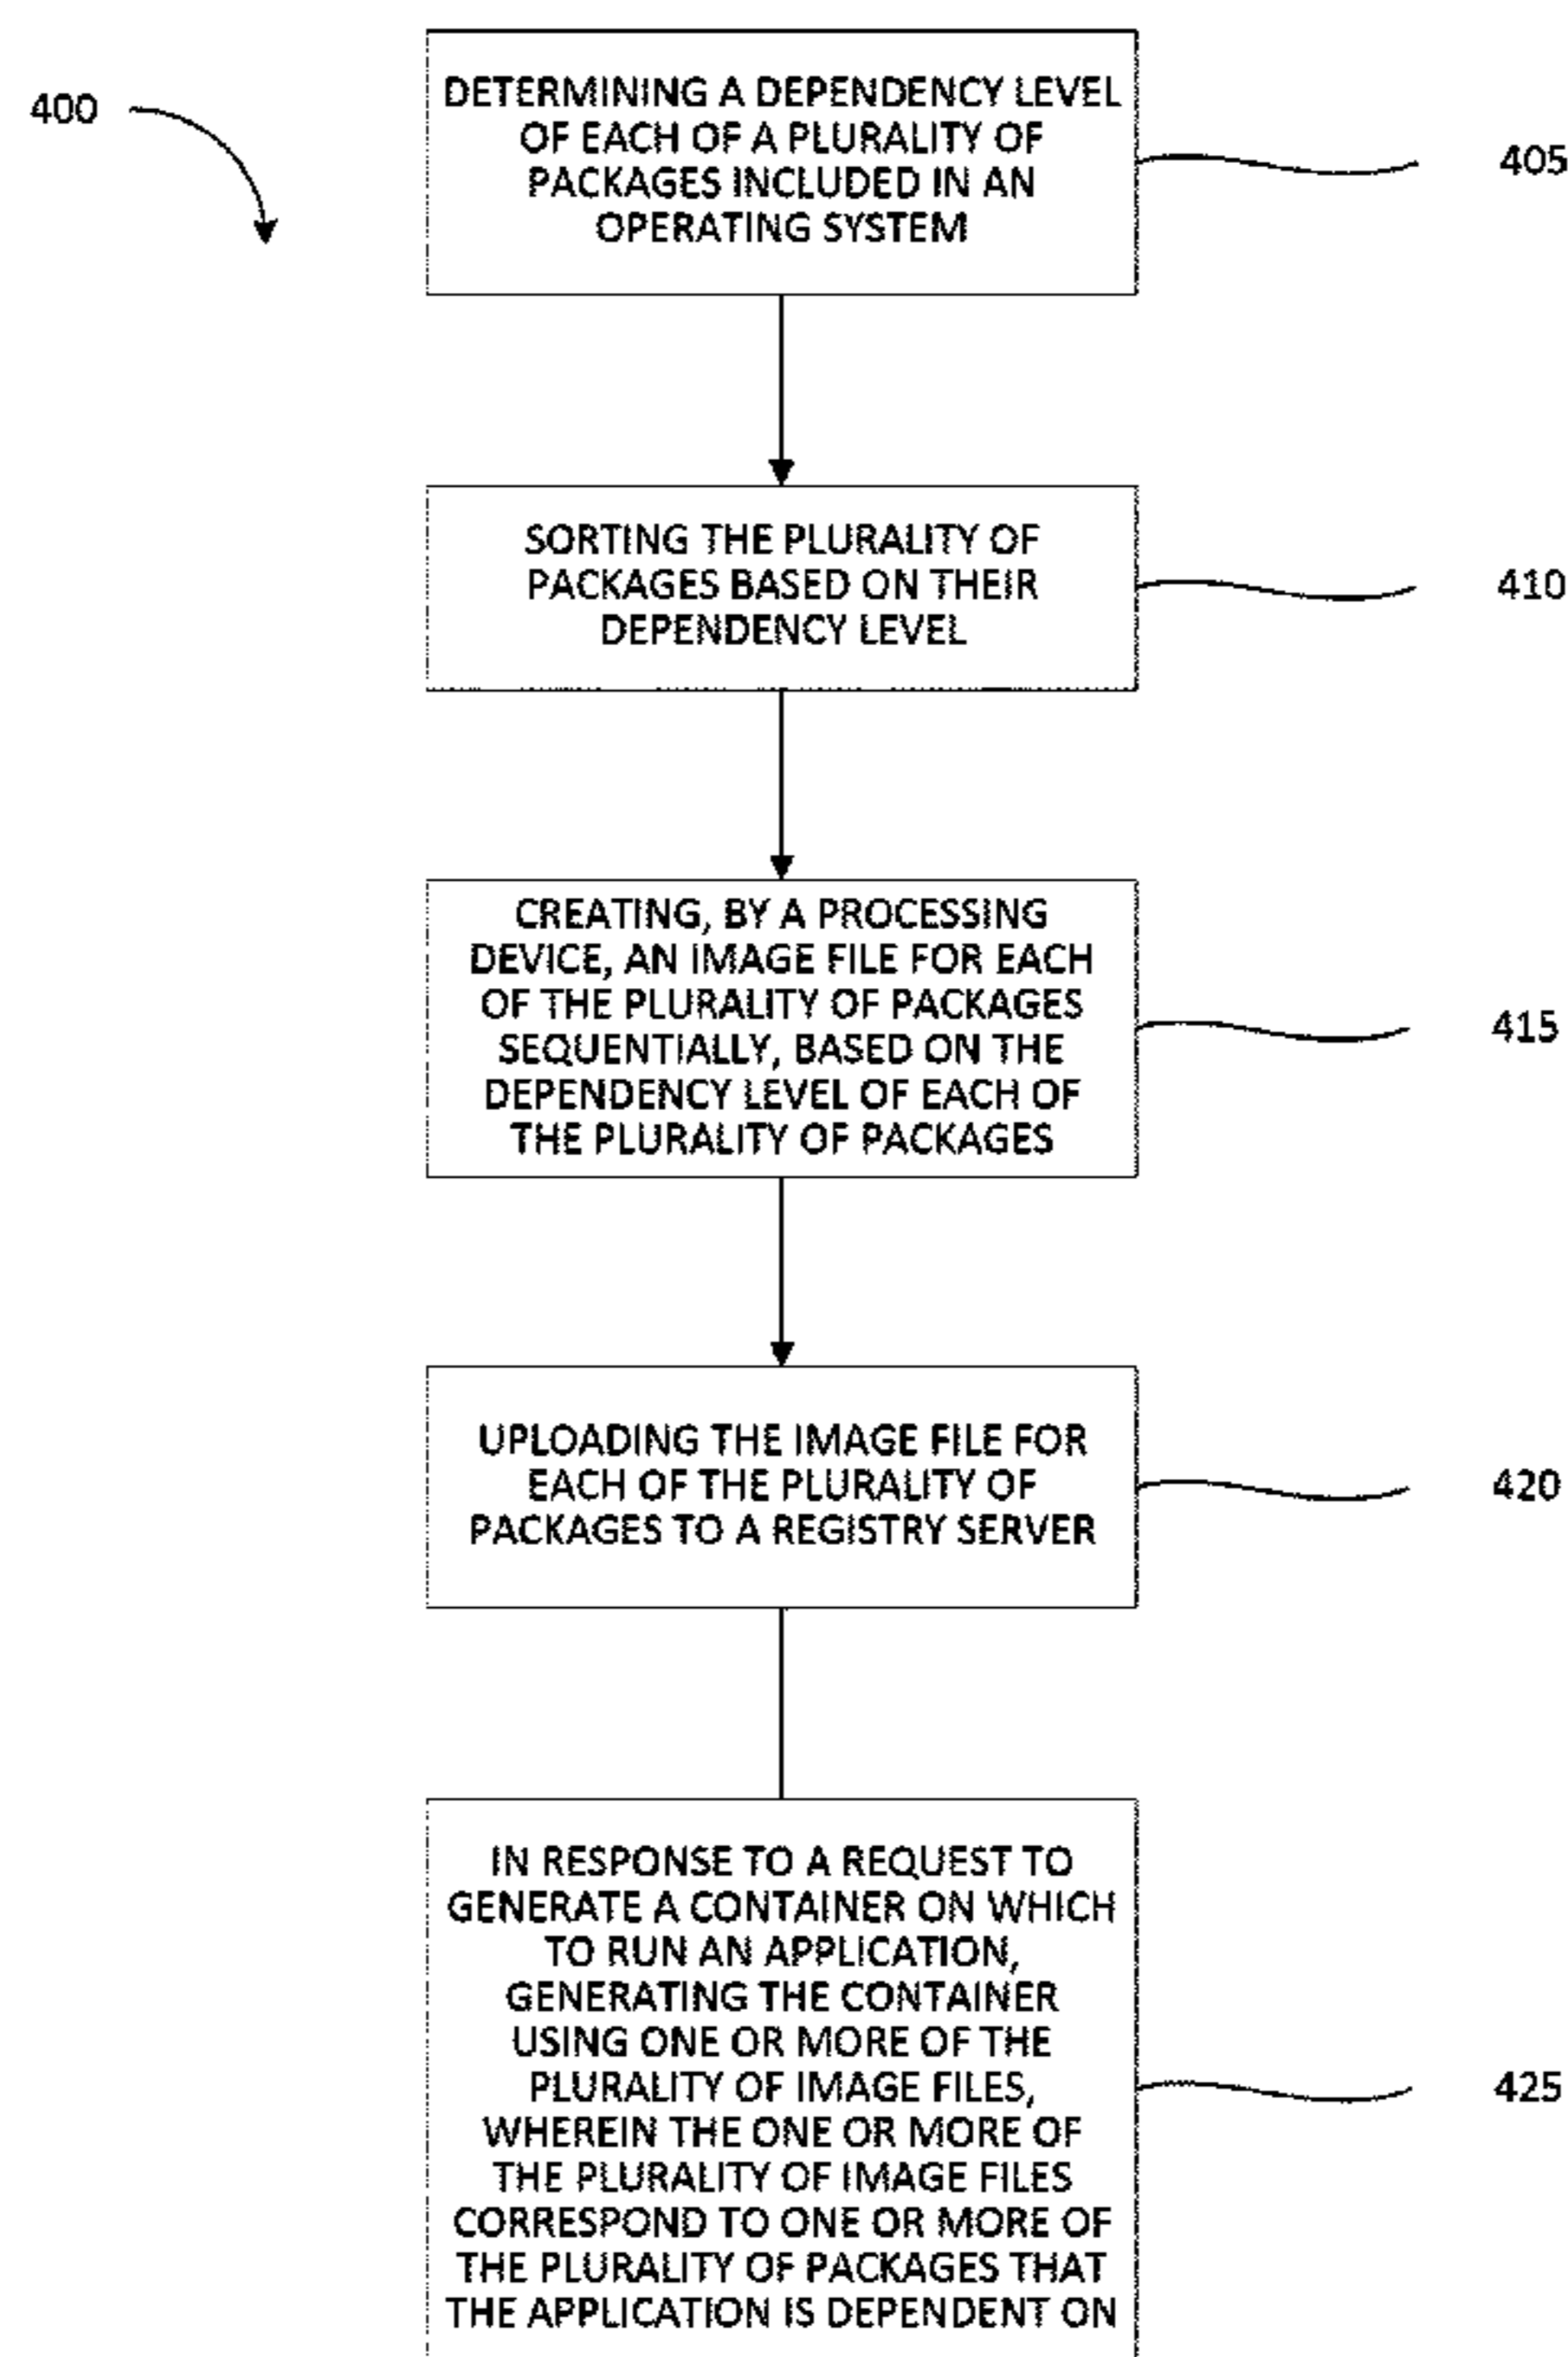 400
DETERMINING A DEPENDENCY LEVEL
OF EACH OF A PLURALITY OF
PACKAGES INCLUDED IN AN
OPERATING SYSTEM
405
SORTING THE PLURALITY OF
PACKAGES BASED ON THEIR
DEPENDENCY LEVEL
410
CREATING, BY A PROCESSING
DEVICE, AN IMAGE FILE FOR EACH
OF THE PLURALITY OF PACKAGES
SEQUENTIALLY, BASED ON THE
DEPENDENCY LEVEL OF EACH OF
THE PLURALITY OF PACKAGES
415
UPLOADING THE IMAGE FILE FOR
EACH OF THE PLURALITY OF
PACKAGES TO A REGISTRY SERVER
420
IN RESPONSE TO A REQUEST TO
GENERATE A CONTAINER ON WHICH
TO RUN AN APPLICATION,
GENERATING THE CONTAINER
USING ONE OR MORE OF THE
PLURALITY OF IMAGE FILES,
WHEREIN THE ONE OR MORE OF
THE PLURALITY OF IMAGE FILES
CORRESPOND TO ONE OR MORE OF
THE PLURALITY OF PACKAGES THAT
THE APPLICATION IS DEPENDENT ON
425